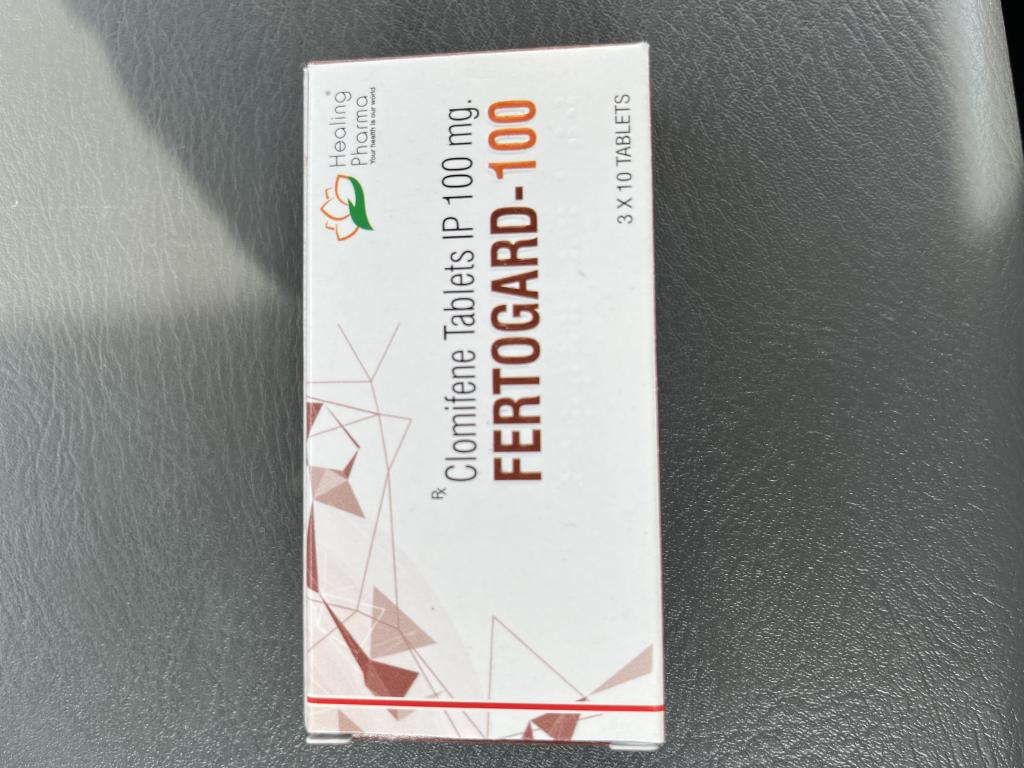 Healing®
Pharma
Your health is our world
℞
Clomifene Tablets IP 100 mg.
FERTOGARD-100
3 X 10 TABLETS